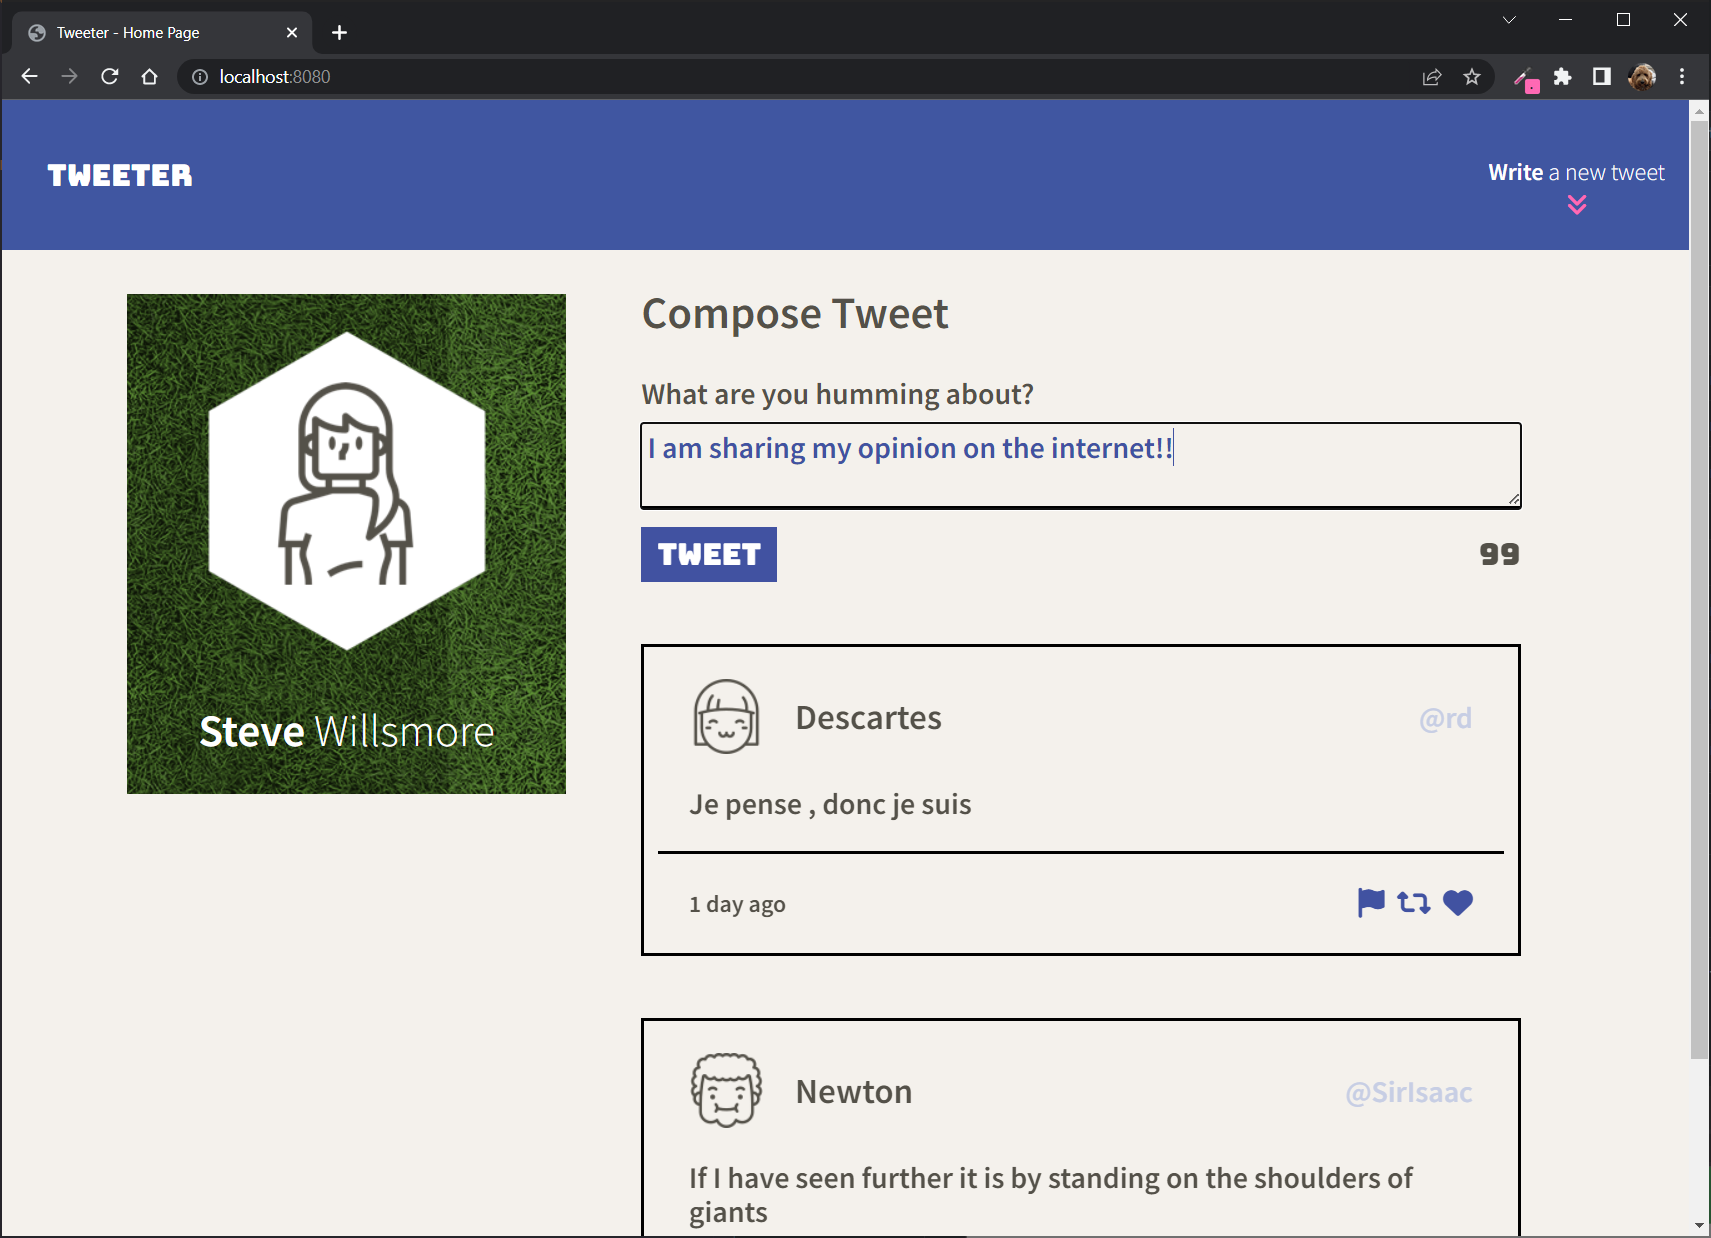 Tweeter - Home Page
localhost:8080
TWEETER
Write a new tweet
Compose Tweet
What are you humming about?
I am sharing my opinion on the internet!!
TWEET
99
Steve Willsmore
Descartes
@rd
Je pense , donc je suis
1 day ago
Newton
@SirIsaac
If I have seen further it is by standing on the shoulders of
giants